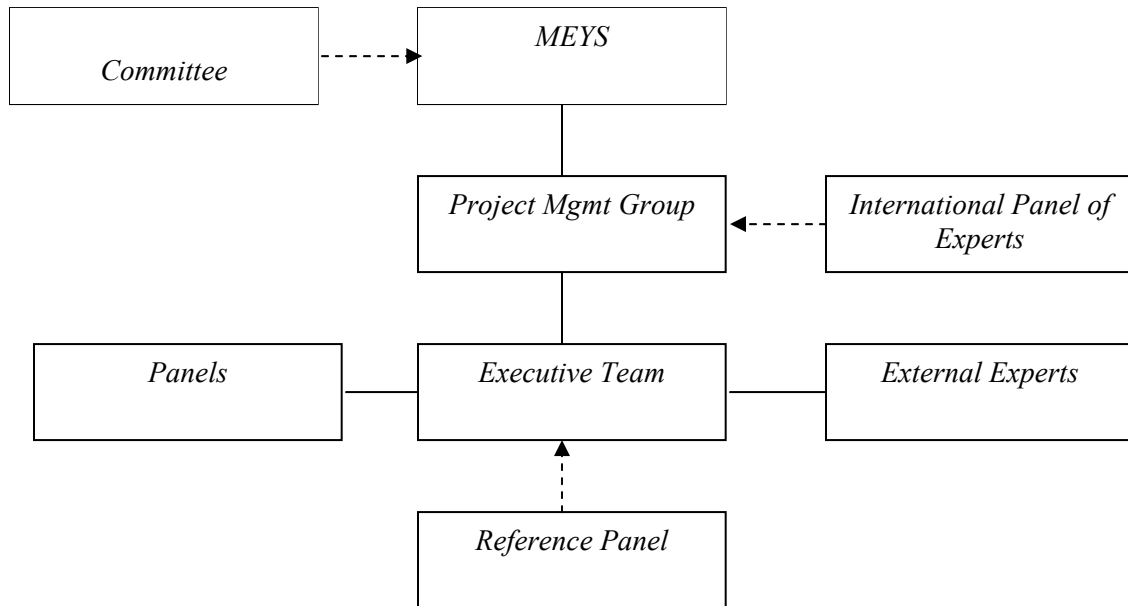 MEYS
Committee
Project Mgmt Group
International Panel of
Experts
Panels
Executive Team
External Experts
Reference Panel